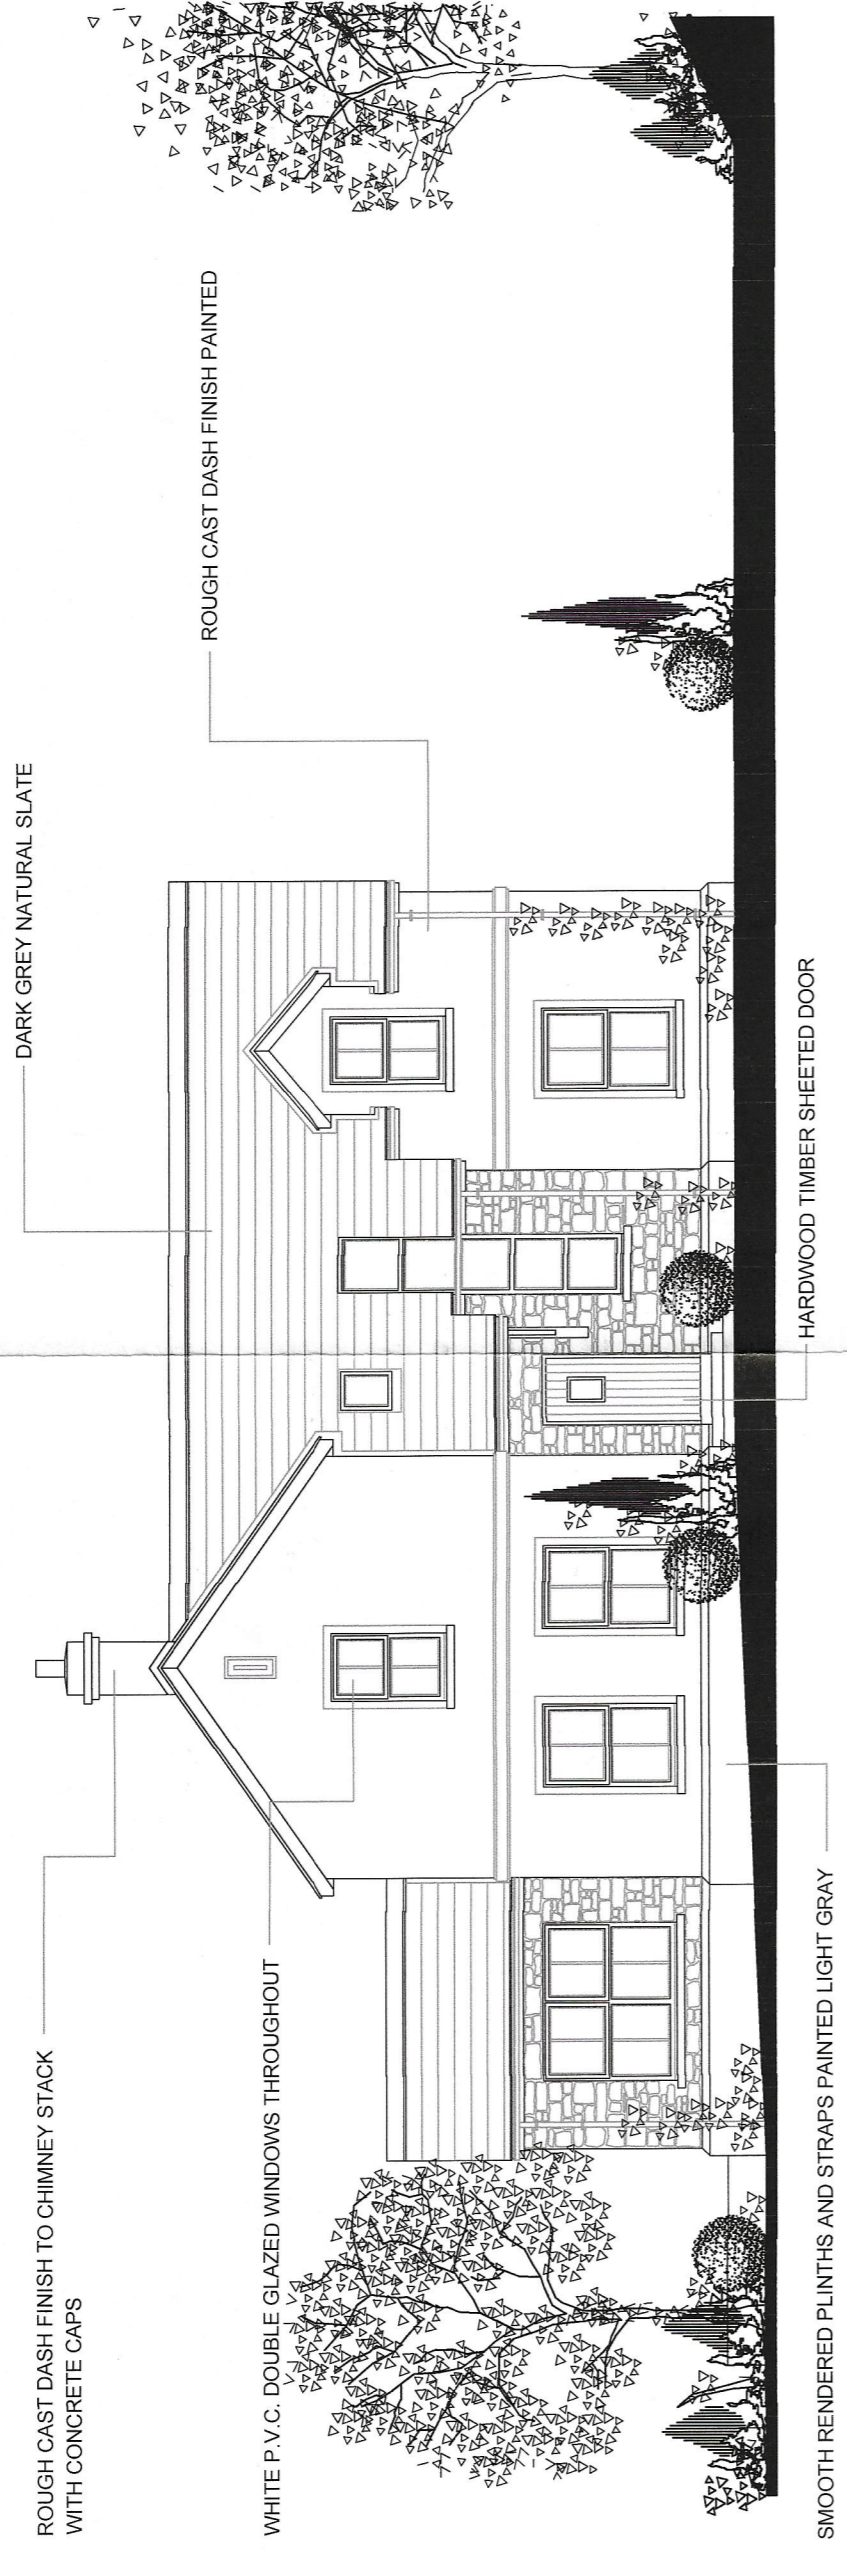 ROUGH CAST DASH FINISH TO CHIMNEY STACK
WITH CONCRETE CAPS
DARK GREY NATURAL SLATE
ROUGH CAST DASH FINISH PAINTED
WHITE P.V.C. DOUBLE GLAZED WINDOWS THROUGHOUT
HARDWOOD TIMBER SHEETED DOOR
SMOOTH RENDERED PLINTHS AND STRAPS PAINTED LIGHT GRAY